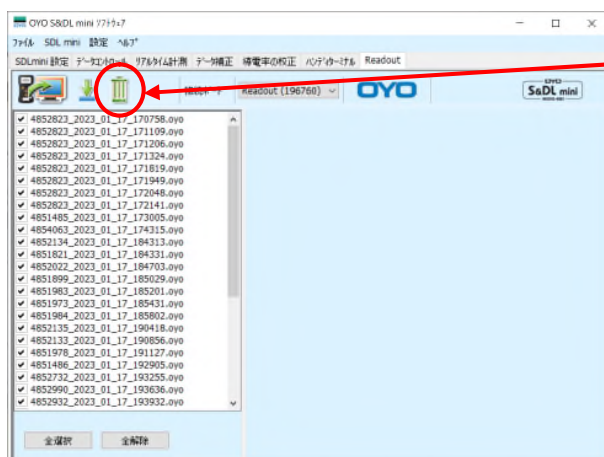 OYO S&DL mini ソフトウェア
ファイル SDL mini 設定 ヘルプ
SDLmini 設定 データコントロール リアルタイム計測 データ補正 導電率の校正 ハンディターミナル Readout
Readout (196760) OYO OYO S&DL mini
4852823_2023_01_17_170758.oyo
4852823_2023_01_17_171109.oyo
4852823_2023_01_17_171206.oyo
4852823_2023_01_17_171324.oyo
4852823_2023_01_17_171819.oyo
4852823_2023_01_17_171949.oyo
4852823_2023_01_17_172048.oyo
4852823_2023_01_17_172141.oyo
4851485_2023_01_17_173005.oyo
4854063_2023_01_17_174315.oyo
4852134_2023_01_17_184313.oyo
4851821_2023_01_17_184331.oyo
4852022_2023_01_17_184703.oyo
4851899_2023_01_17_185029.oyo
4851983_2023_01_17_185201.oyo
4851973_2023_01_17_185431.oyo
4851984_2023_01_17_185802.oyo
4852135_2023_01_17_190418.oyo
4852133_2023_01_17_190856.oyo
4851978_2023_01_17_191127.oyo
4851486_2023_01_17_192905.oyo
4852732_2023_01_17_193255.oyo
4852990_2023_01_17_193636.oyo
4852932_2023_01_17_193932.oyo
全選択 全解除